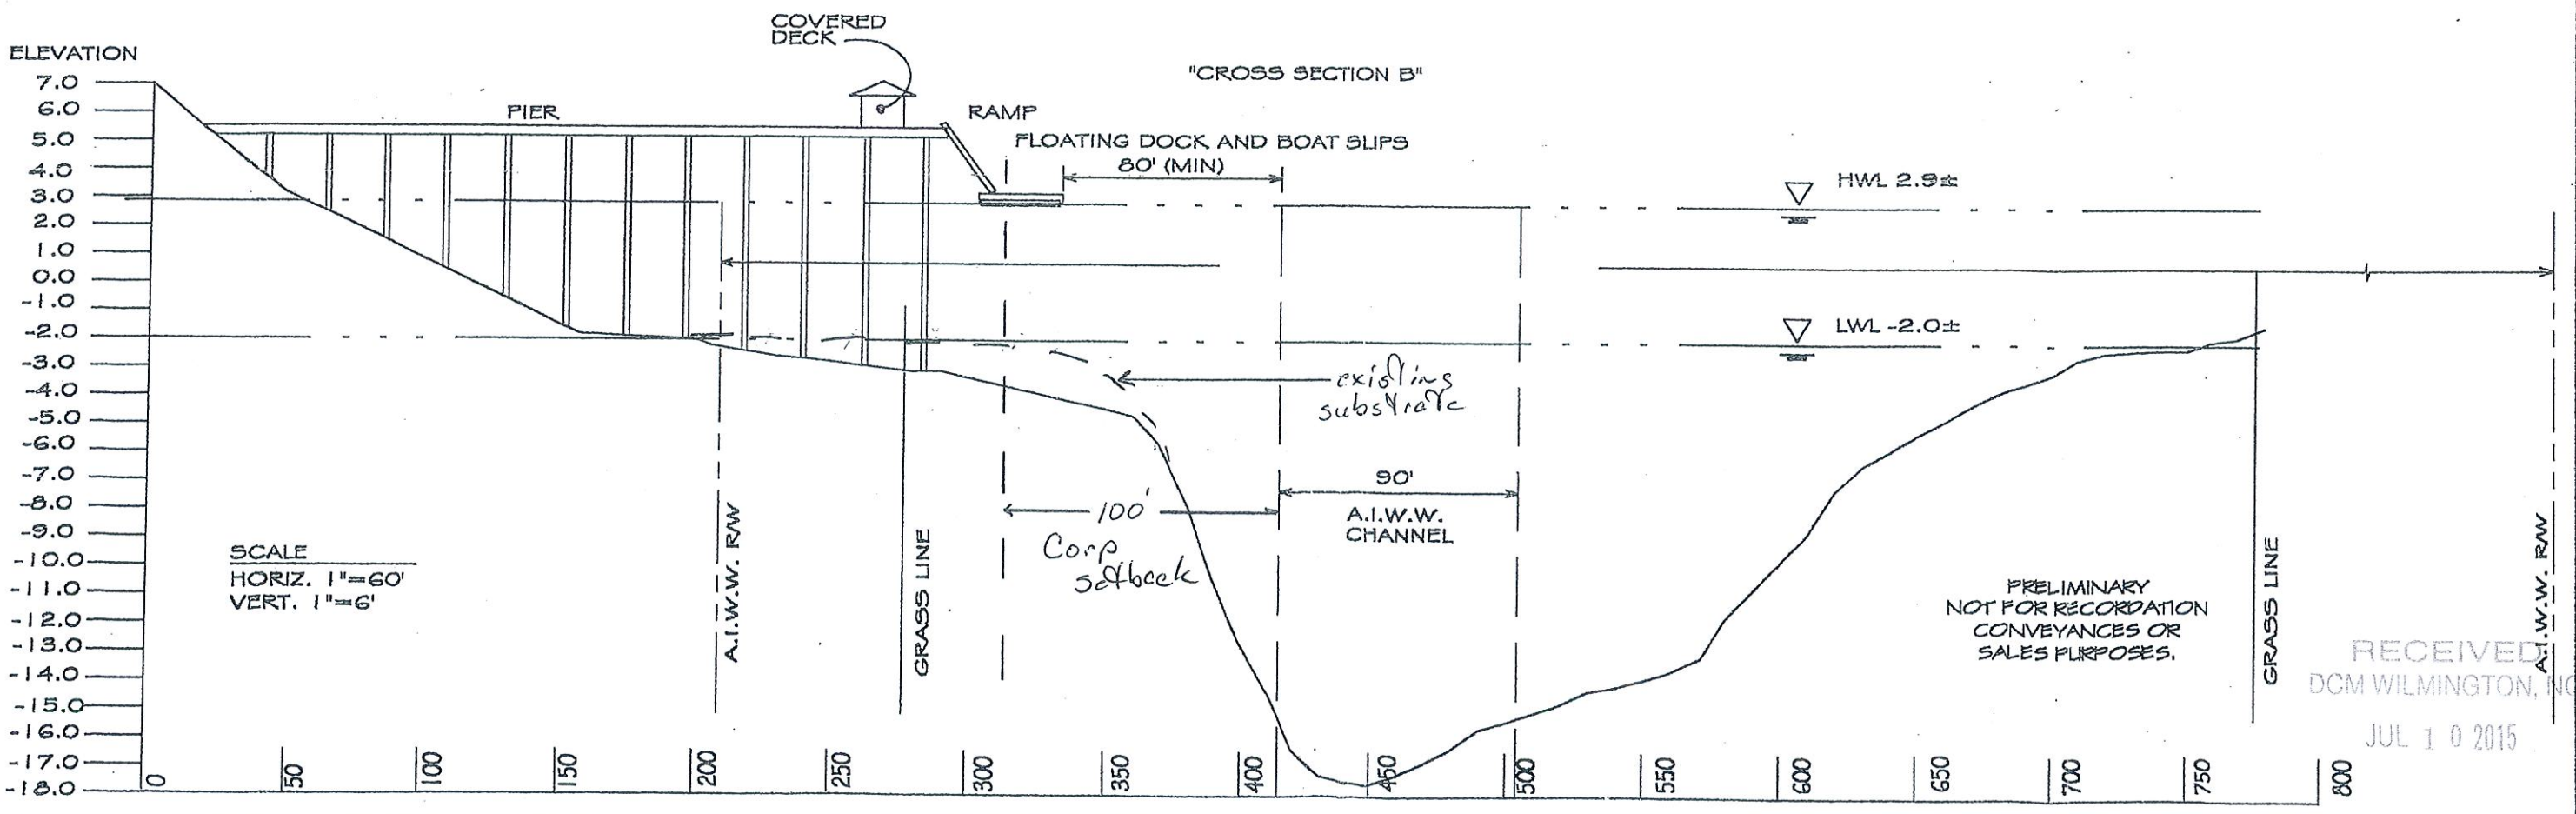 COVERED
DECK
ELEVATION
"CROSS SECTION B"
7.0
6.0
5.0
4.0
3.0
2.0
1.0
0.0
-1.0
-2.0
-3.0
-4.0
-5.0
-6.0
-7.0
-8.0
-9.0
-10.0
-11.0
-12.0
-13.0
-14.0
-15.0
-16.0
-17.0
-18.0
PIER
RAMP
FLOATING DOCK AND BOAT SLIPS
80' (MIN)
HWL 2.9±
LWL -2.0±
existing
substrate
90'
A.I.W.W.
CHANNEL
100'
Corp
setback
SCALE
HORIZ. 1"=60'
VERT. 1"=6'
A.I.W.W. R/W
GRASS LINE
PRELIMINARY
NOT FOR RECORDATION
CONVEYANCES OR
SALES PURPOSES.
GRASS LINE
A.I.W.W. R/W
RECEIVED
DCM WILMINGTON, NC
JUL 10 2015
0 50 100 150 200 250 300 350 400 450 500 550 600 650 700 750 800